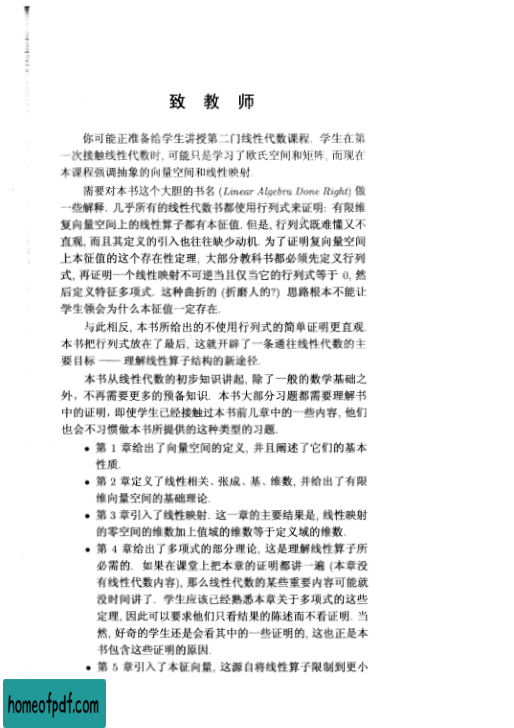 致 教 师
你可能正准备给学生讲授第二门线性代数课程. 学生在第
一次接触线性代数时, 可能只是学习了欧氏空间和矩阵, 而现在
本课程强调抽象的向量空间和线性映射.
需要对本书这个大胆的书名 (Linear Algebra Done Right) 做
一些解释. 几乎所有的线性代数书都使用行列式来证明: 有限维
复向量空间上的线性算子都有本征值. 但是, 行列式既难懂又不
直观, 而且其定义的引入也往往缺少动机. 为了证明复向量空间
上本征值的这个存在性定理, 大部分教科书都必须先定义行列
式, 再证明一个线性映射不可逆当且仅当它的行列式等于 0, 然
后定义特征多项式. 这种曲折的 (折磨人的?) 思路根本不能让
学生领会为什么本征值一定存在.
与此相反, 本书所给出的不使用行列式的简单证明更直观.
本书把行列式放在了最后, 这就开辟了一条通往线性代数的主
要目标 —— 理解线性算子结构的新途径.
本书从线性代数的初步知识讲起, 除了一般的数学基础之
外, 不再需要更多的预备知识. 本书大部分习题都需要理解书
中的证明, 即使学生已经接触过本书前几章中的一些内容, 他们
也会不习惯做本书所提供的这种类型的习题.
• 第 1 章给出了向量空间的定义, 并且阐述了它们的基本
性质.
• 第 2 章定义了线性相关、张成、基、维数, 并给出了有限
维向量空间的基础理论.
• 第 3 章引入了线性映射. 这一章的主要结果是, 线性映射
的零空间的维数加上值域的维数等于定义域的维数.
• 第 4 章给出了多项式的部分理论, 这是理解线性算子所
必需的. 如果在课堂上把本章的证明都讲一遍 (本章没
有线性代数内容), 那么线性代数的某些重要内容可能就
没时间讲了. 学生应该已经熟悉本章关于多项式的这些
定理, 因此可以要求他们只看结果的陈述而不看证明. 当
然, 好奇的学生还是会看其中的一些证明的, 这也正是本
书包含这些证明的原因.
• 第 5 章引入了本征向量, 这源自将线性算子限制到更小
homeofpdf.com